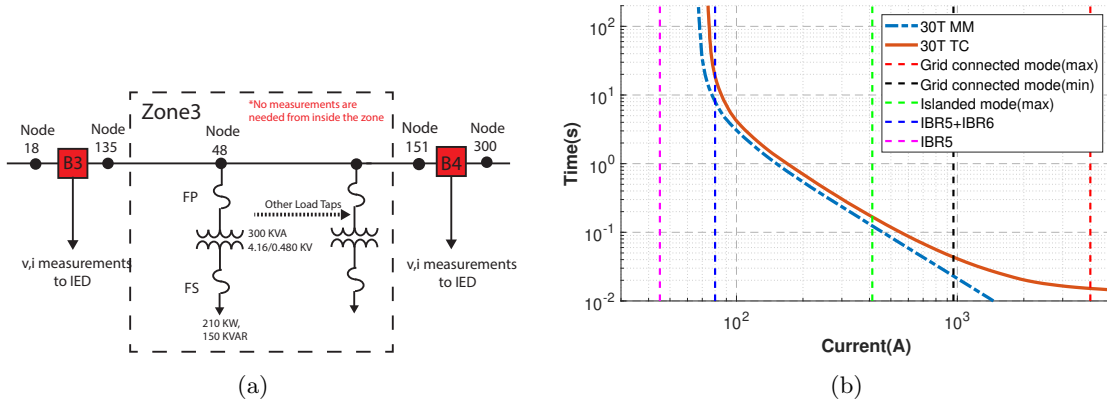 Zone3
*No measurements are
needed from inside the zone
Node
18
Node
135
Node
48
Node
151
Node
300
B3
B4
FP
Other Load Taps
300 KVA
4.16/0.480 KV
v,i measurements
to IED
v,i measurements
to IED
FS
210 KW,
150 KVAR
(a)
Time(s)
10^2
10^1
10^0
10^-1
10^-2
30T MM
30T TC
Grid connected mode(max)
Grid connected mode(min)
Islanded mode(max)
IBR5+IBR6
IBR5
10^2
10^3
Current(A)
(b)